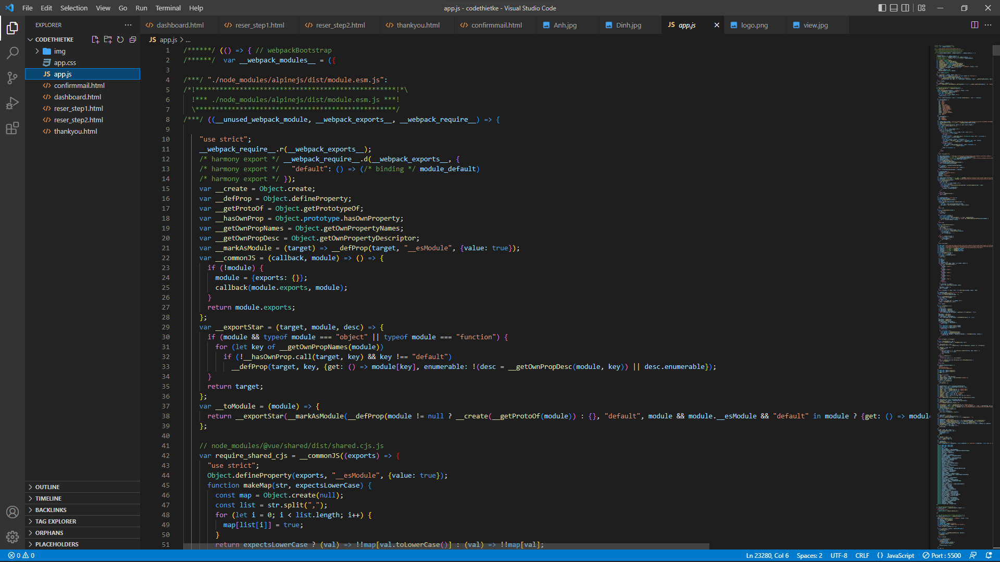 File Edit Selection View Go Run Terminal Help
app.js - codethietke - Visual Studio Code
EXPLORER
CODETHIETKE
img
app.css
JS app.js
confirmmail.html
dashboard.html
reser_step1.html
reser_step2.html
thankyou.html
OUTLINE
TIMELINE
BACKLINKS
TAG EXPLORER
ORPHANS
PLACEHOLDERS
dashboard.html reser_step1.html reser_step2.html thankyou.html confirmmail.html Anh.jpg Dinh.jpg JS app.js logo.png view.jpg
JS app.js > ...
1 /******/ (() => { // webpackBootstrap
2 /******/ var __webpack_modules__ = ({
3
4 /***/ "./node_modules/alpinejs/dist/module.esm.js":
5 /*!**************************************************!*\
6 !*** ./node_modules/alpinejs/dist/module.esm.js ***!
7 \**************************************************/
8 /***/ ((__unused_webpack_module, __webpack_exports__, __webpack_require__) => {
9
10 "use strict";
11 __webpack_require__.r(__webpack_exports__);
12 /* harmony export */ __webpack_require__.d(__webpack_exports__, {
13 /* harmony export */ "default": () => (/* binding */ module_default)
14 /* harmony export */ });
15 var __create = Object.create;
16 var __defProp = Object.defineProperty;
17 var __getProtoOf = Object.getPrototypeOf;
18 var __hasOwnProp = Object.prototype.hasOwnProperty;
19 var __getOwnPropNames = Object.getOwnPropertyNames;
20 var __getOwnPropDesc = Object.getOwnPropertyDescriptor;
21 var __markAsModule = (target) => __defProp(target, "__esModule", {value: true});
22 var __commonJS = (callback, module) => () => {
23 if (!module) {
24 module = {exports: {}};
25 callback(module.exports, module);
26 }
27 return module.exports;
28 };
29 var __exportStar = (target, module, desc) => {
30 if (module && typeof module === "object" || typeof module === "function") {
31 for (let key of __getOwnPropNames(module))
32 if (!__hasOwnProp.call(target, key) && key !== "default")
33 __defProp(target, key, {get: () => module[key], enumerable: !(desc = __getOwnPropDesc(module, key)) || desc.enumerable});
34 }
35 return target;
36 };
37 var __toModule = (module) => {
38 return __exportStar(__markAsModule(__defProp(module != null ? __create(__getProtoOf(module)) : {}, "default", module && module.__esModule && "default" in module ? {get: () => modul
39 };
40
41 // node_modules/@vue/shared/dist/shared.cjs.js
42 var require_shared_cjs = __commonJS((exports) => {
43 "use strict";
44 Object.defineProperty(exports, "__esModule", {value: true});
45 function makeMap(str, expectsLowerCase) {
46 const map = Object.create(null);
47 const list = str.split(",");
48 for (let i = 0; i < list.length; i++) {
49 map[list[i]] = true;
50 }
51 return expectsLowerCase ? (val) => !!map[val.toLowerCase()] : (val) => !!map[val];
0 0 Ln 23280, Col 6 Spaces: 2 UTF-8 CRLF {} JavaScript Port : 5500